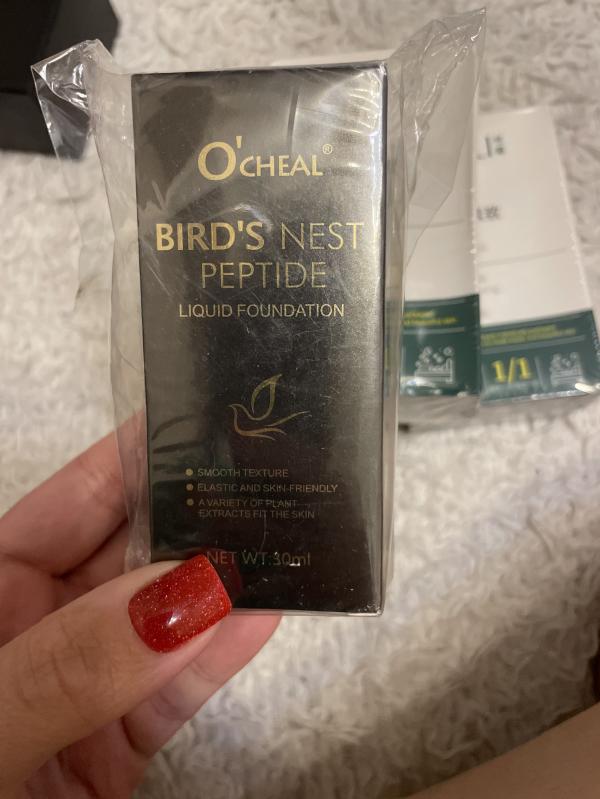 O'CHEAL®
BIRD'S NEST
PEPTIDE
LIQUID FOUNDATION
SMOOTH TEXTURE
ELASTIC AND SKIN-FRIENDLY
A VARIETY OF PLANT
EXTRACTS FIT THE SKIN
NET WT:30ml
1/1